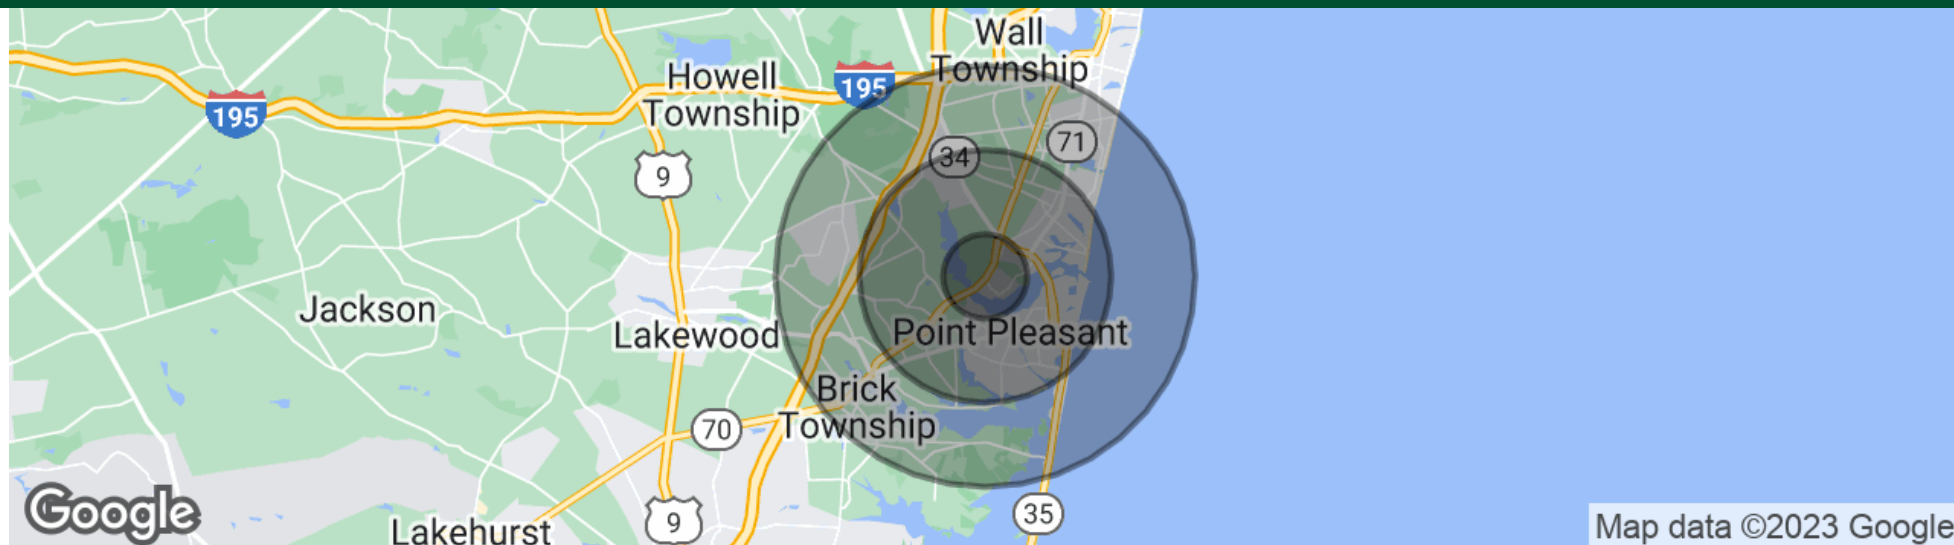 Wall
Township
Howell
Township
195
195
71
34
9
Jackson
Lakewood
Point Pleasant
Brick
Township
70
9
35
Google
Lakehurst
Map data ©2023 Google